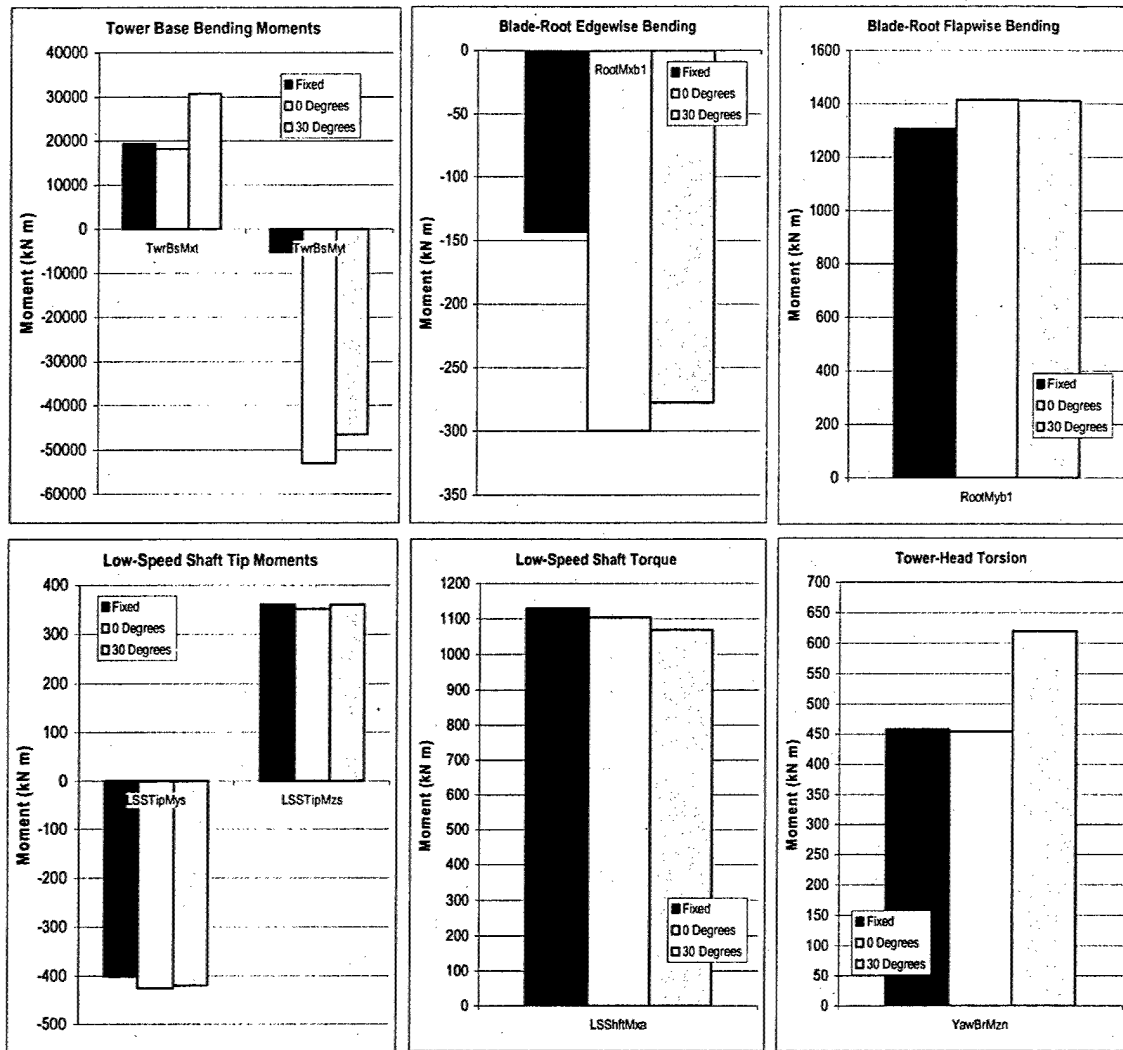 Tower Base Bending Moments
Moment (kN m)
40000
30000
20000
10000
0
-10000
-20000
-30000
-40000
-50000
-60000
Fixed
0 Degrees
30 Degrees
TwrBsMxt
TwrBsMyt
Blade-Root Edgewise Bending
Moment (kN m)
0
-50
-100
-150
-200
-250
-300
-350
RootMxb1
Fixed
0 Degrees
30 Degrees
Blade-Root Flapwise Bending
Moment (kN m)
1600
1400
1200
1000
800
600
400
200
0
Fixed
0 Degrees
30 Degrees
RootMyb1
Low-Speed Shaft Tip Moments
Moment (kN m)
400
300
200
100
0
-100
-200
-300
-400
-500
Fixed
0 Degrees
30 Degrees
LSSTipMys
LSSTipMzs
Low-Speed Shaft Torque
Moment (kN m)
1200
1100
1000
900
800
700
600
500
400
300
200
100
0
Fixed
0 Degrees
30 Degrees
LSShftMxa
Tower-Head Torsion
Moment (kN m)
700
650
600
550
500
450
400
350
300
250
200
150
100
50
0
Fixed
0 Degrees
30 Degrees
YawBrMzn